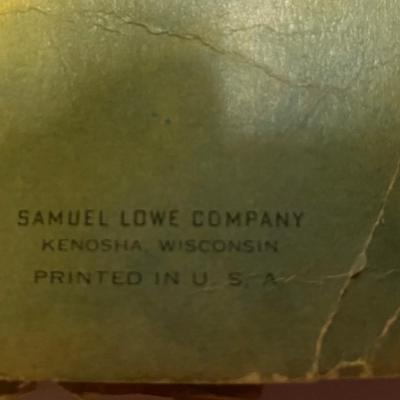 SAMUEL LOWE COMPANY
KENOSHA, WISCONSIN
PRINTED IN U. S. A